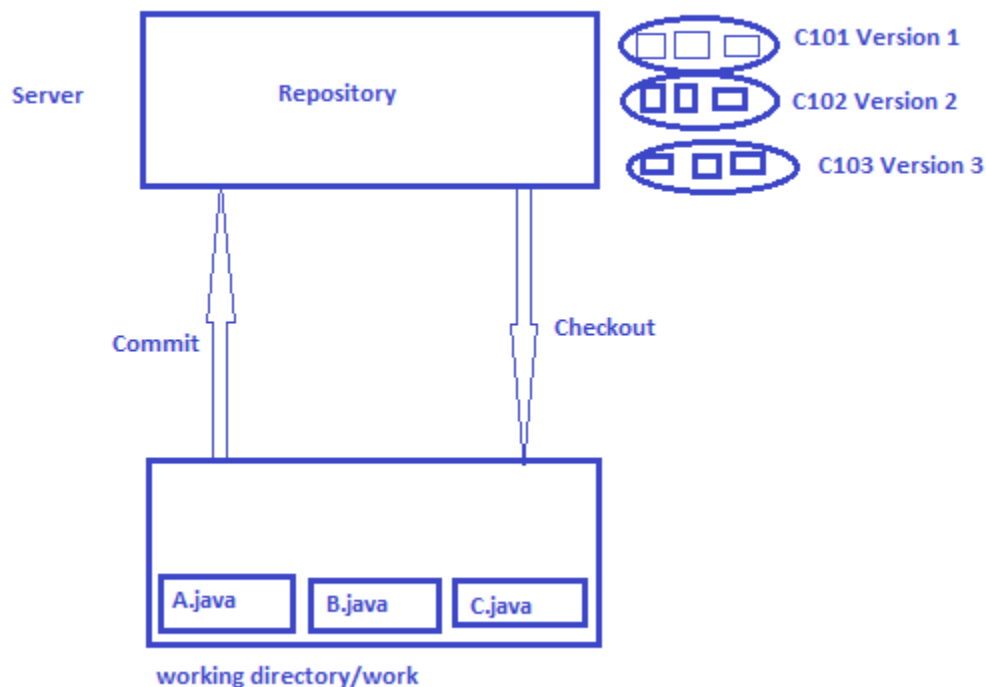 C101 Version 1
Server
Repository
C102 Version 2
C103 Version 3
Commit
Checkout
A.java
B.java
C.java
working directory/work